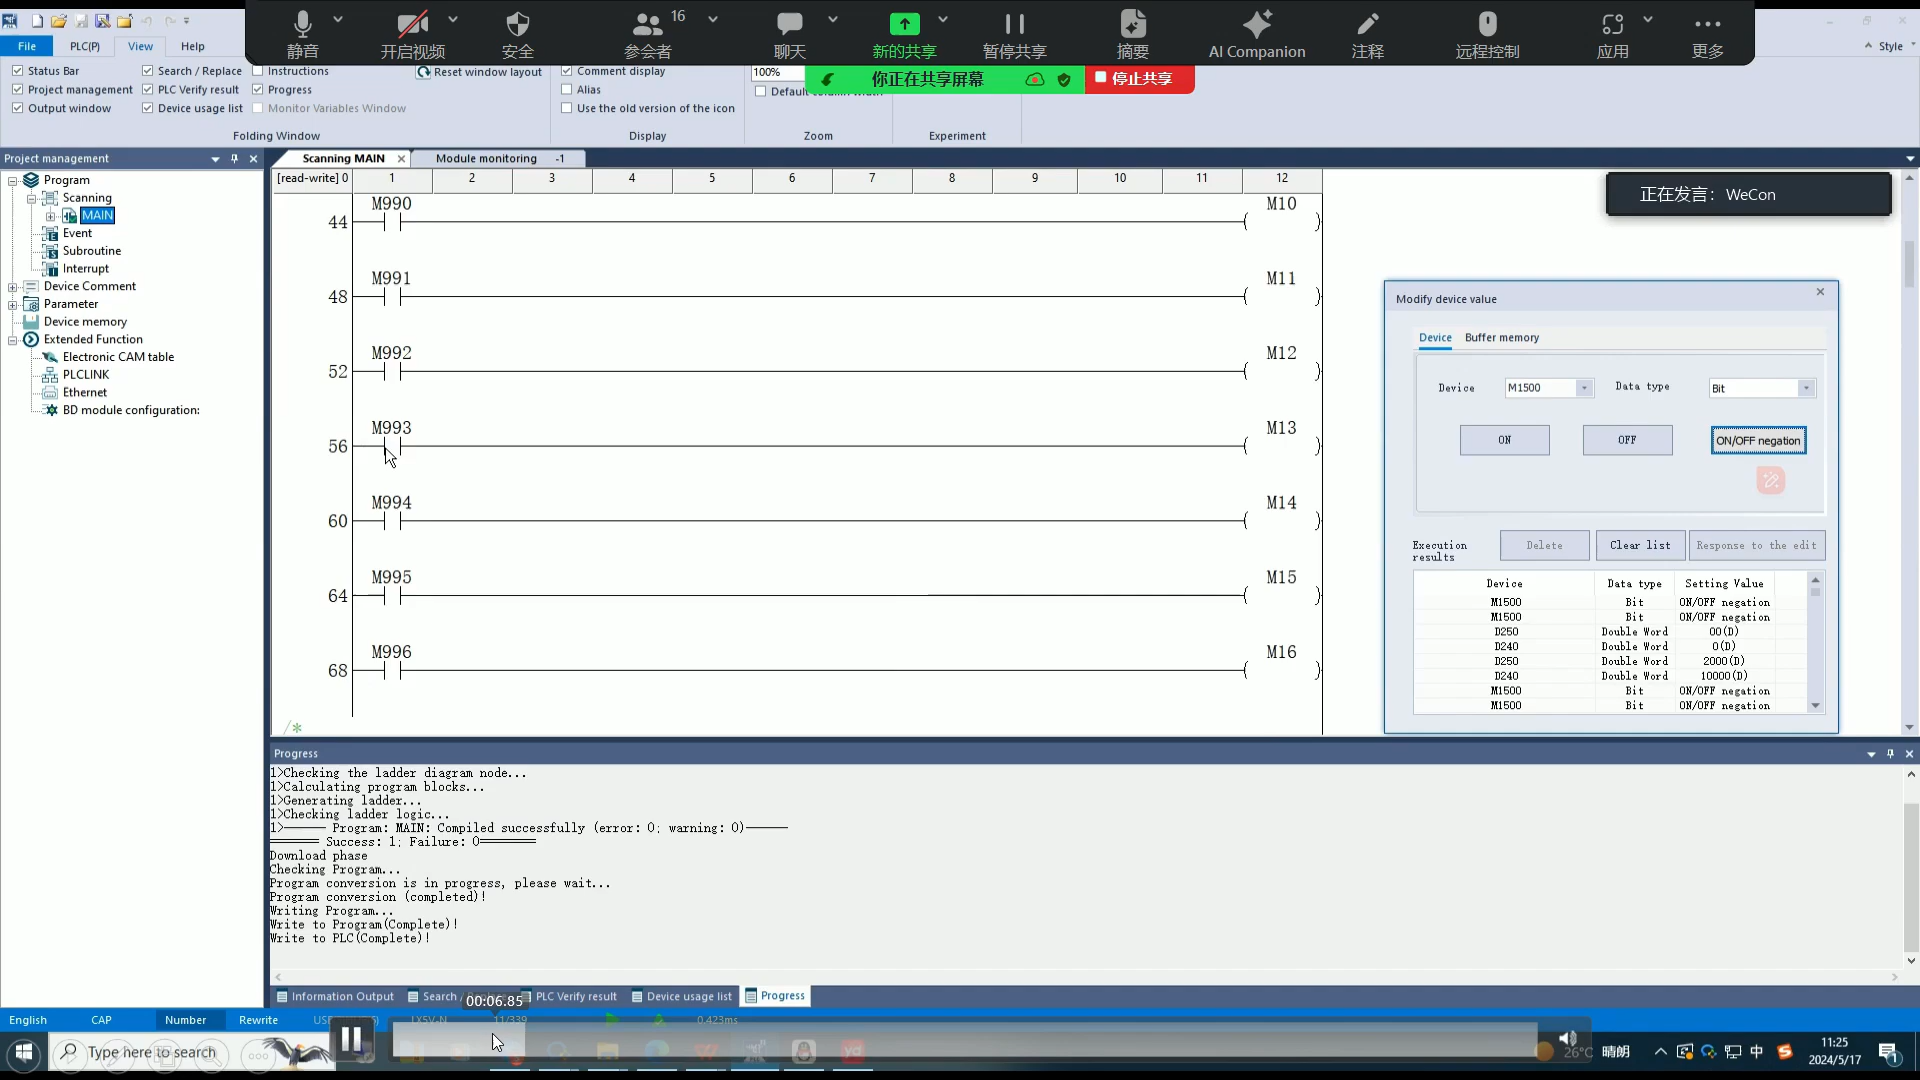 静音
开启视频
安全
16
参会者
聊天
新的共享
暂停共享
摘要
AI Companion
注释
远程控制
应用
更多
你正在共享屏幕
停止共享
File
PLC(P)
View
Help
Style
Status Bar
Search / Replace
Instructions
Reset window layout
Comment display
100%
Project management
PLC Verify result
Progress
Alias
Output window
Device usage list
Monitor Variables Window
Use the old version of the icon
Folding Window
Display
Zoom
Experiment
Project management
Program
Scanning
MAIN
Event
Subroutine
Interrupt
Device Comment
Parameter
Device memory
Extended Function
Electronic CAM table
PLCLINK
Ethernet
BD module configuration:
Scanning MAIN
Module monitoring -1
[read-write] 0 1 2 3 4 5 6 7 8 9 10 11 12
M990 M10
44
M991 M11
48
M992 M12
52
M993 M13
56
M994 M14
60
M995 M15
64
M996 M16
68
/*
正在发言: WeCon
Modify device value
Device
Buffer memory
Device M1500 Data type Bit
ON
OFF
ON/OFF negation
Execution results
Delete
Clear list
Response to the edit
Device Data type Setting Value
M1500 Bit ON/OFF negation
M1500 Bit ON/OFF negation
D250 Double Word 00(D)
D240 Double Word 0(D)
D250 Double Word 2000(D)
D240 Double Word 10000(D)
M1500 Bit ON/OFF negation
M1500 Bit ON/OFF negation
Progress
1>Checking the ladder diagram node...
1>Calculating program blocks...
1>Generating ladder...
1>Checking ladder logic...
1>—— Program: MAIN: Compiled successfully (error: 0; warning: 0)——
====== Success: 1; Failure: 0======
Download phase
Checking Program...
Program conversion is in progress, please wait...
Program conversion (completed)!
Writing Program...
Write to Program(Complete)!
Write to PLC(Complete)!
Information Output
Search /
00:06.85
PLC Verify result
Device usage list
Progress
English
CAP
Number
Rewrite
LX5V-N
11/339
0.423ms
Type here to search
26°C 晴朗
中
11:25
2024/5/17
1